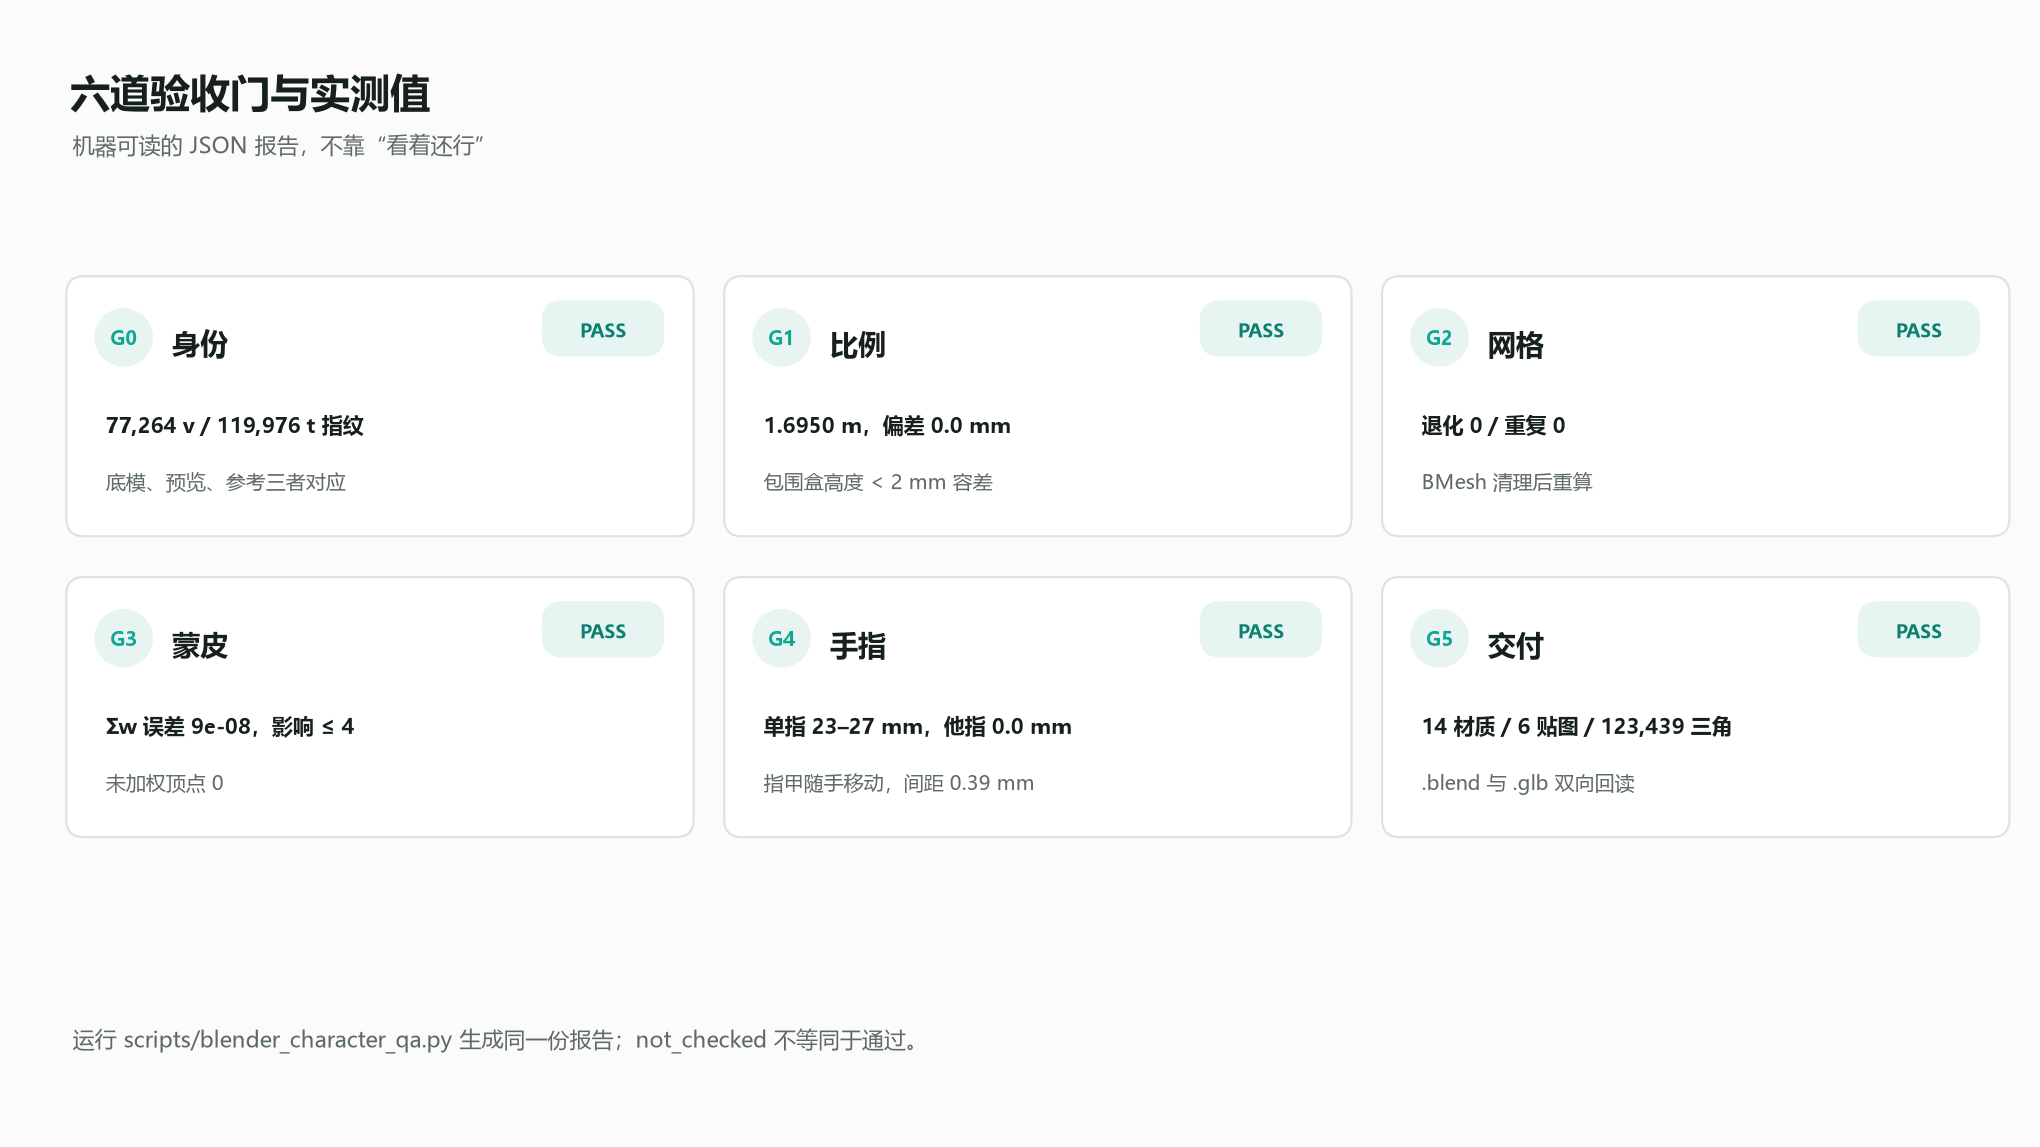 六道验收门与实测值
机器可读的 JSON 报告，不靠“看着还行”
G0 身份 PASS
77,264 v / 119,976 t 指纹
底模、预览、参考三者对应
G1 比例 PASS
1.6950 m，偏差 0.0 mm
包围盒高度 < 2 mm 容差
G2 网格 PASS
退化 0 / 重复 0
BMesh 清理后重算
G3 蒙皮 PASS
Σw 误差 9e-08，影响 ≤ 4
未加权顶点 0
G4 手指 PASS
单指 23–27 mm，他指 0.0 mm
指甲随手移动，间距 0.39 mm
G5 交付 PASS
14 材质 / 6 贴图 / 123,439 三角
.blend 与 .glb 双向回读
运行 scripts/blender_character_qa.py 生成同一份报告；not_checked 不等同于通过。